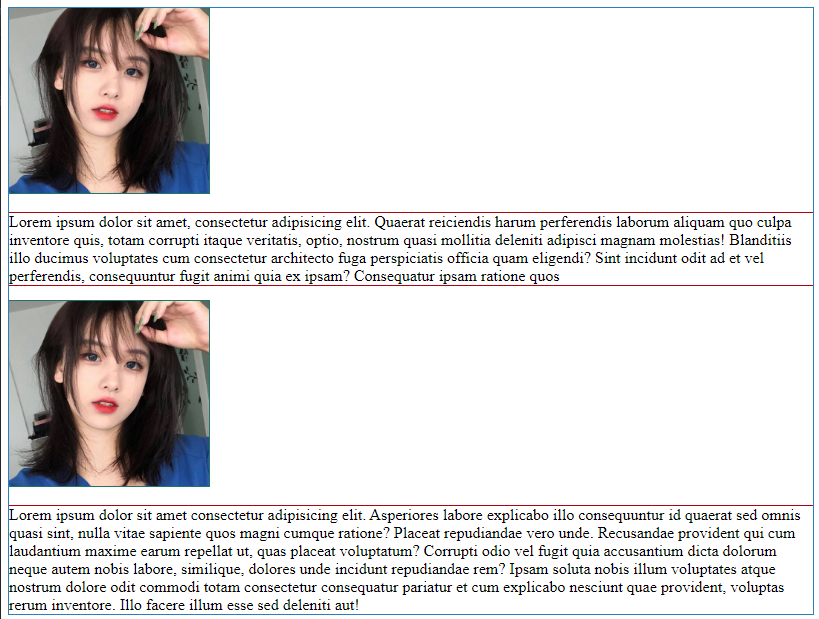 Lorem ipsum dolor sit amet, consectetur adipisicing elit. Quaerat reiciendis harum perferendis laborum aliquam quo culpa
inventore quis, totam corrupti itaque veritatis, optio, nostrum quasi mollitia deleniti adipisci magnam molestias! Blanditiis
illo ducimus voluptates cum consectetur architecto fuga perspiciatis officia quam eligendi? Sint incidunt odit ad et vel
perferendis, consequuntur fugit animi quia ex ipsam? Consequatur ipsam ratione quos
Lorem ipsum dolor sit amet consectetur adipisicing elit. Asperiores labore explicabo illo consequuntur id quaerat sed omnis
quasi sint, nulla vitae sapiente quos magni cumque ratione? Placeat repudiandae vero unde. Recusandae provident qui cum
laudantium maxime earum repellat ut, quas placeat voluptatum? Corrupti odio vel fugit quia accusantium dicta dolorum
neque autem nobis labore, similique, dolores unde incidunt repudiandae rem? Ipsam soluta nobis illum voluptates atque
nostrum dolore odit commodi totam consectetur consequatur pariatur et cum explicabo nesciunt quae provident, voluptas
rerum inventore. Illo facere illum esse sed deleniti aut!